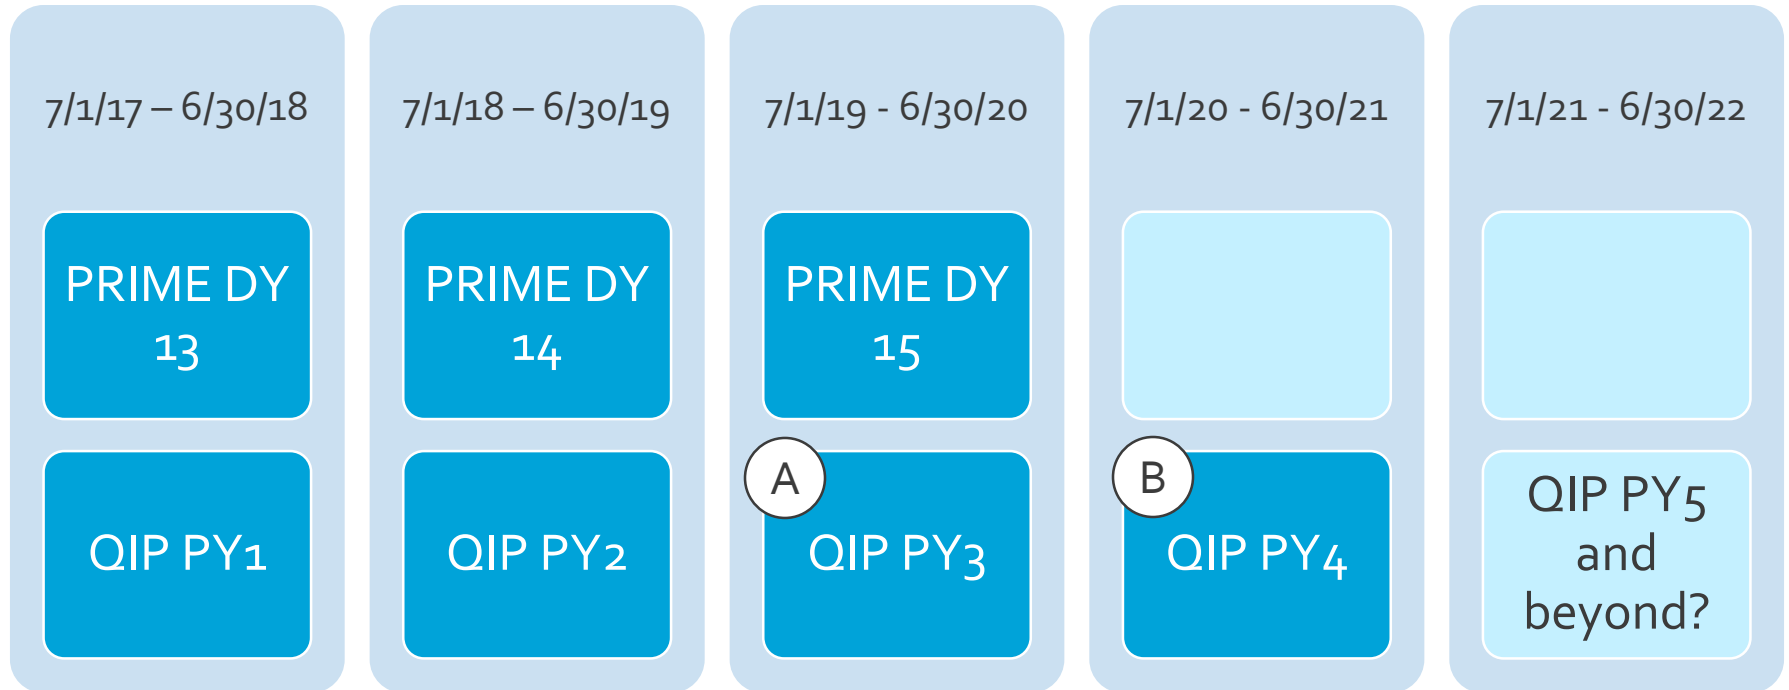 7/1/17 – 6/30/18
7/1/18 – 6/30/19
7/1/19 - 6/30/20
7/1/20 - 6/30/21
7/1/21 - 6/30/22
PRIME DY
13
PRIME DY
14
PRIME DY
15
QIP PY1
QIP PY2
A
QIP PY3
B
QIP PY4
QIP PY5
and
beyond?